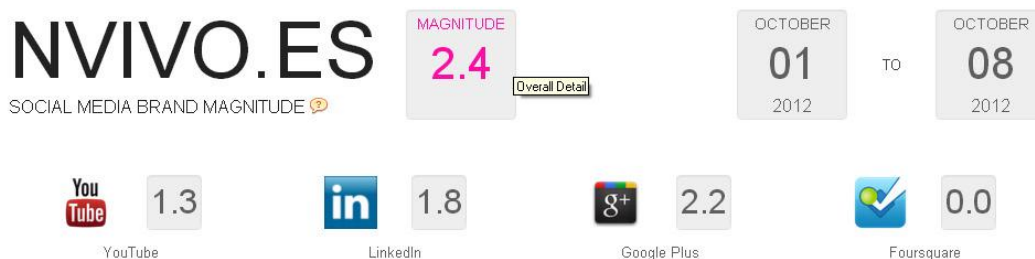 NVIVO.ES
SOCIAL MEDIA BRAND MAGNITUDE ?
MAGNITUDE
2.4
Overall Detail
OCTOBER
01
2012
TO
OCTOBER
08
2012
You
Tube
1.3
in
1.8
g+
2.2
0.0
YouTube
LinkedIn
Google Plus
Foursquare